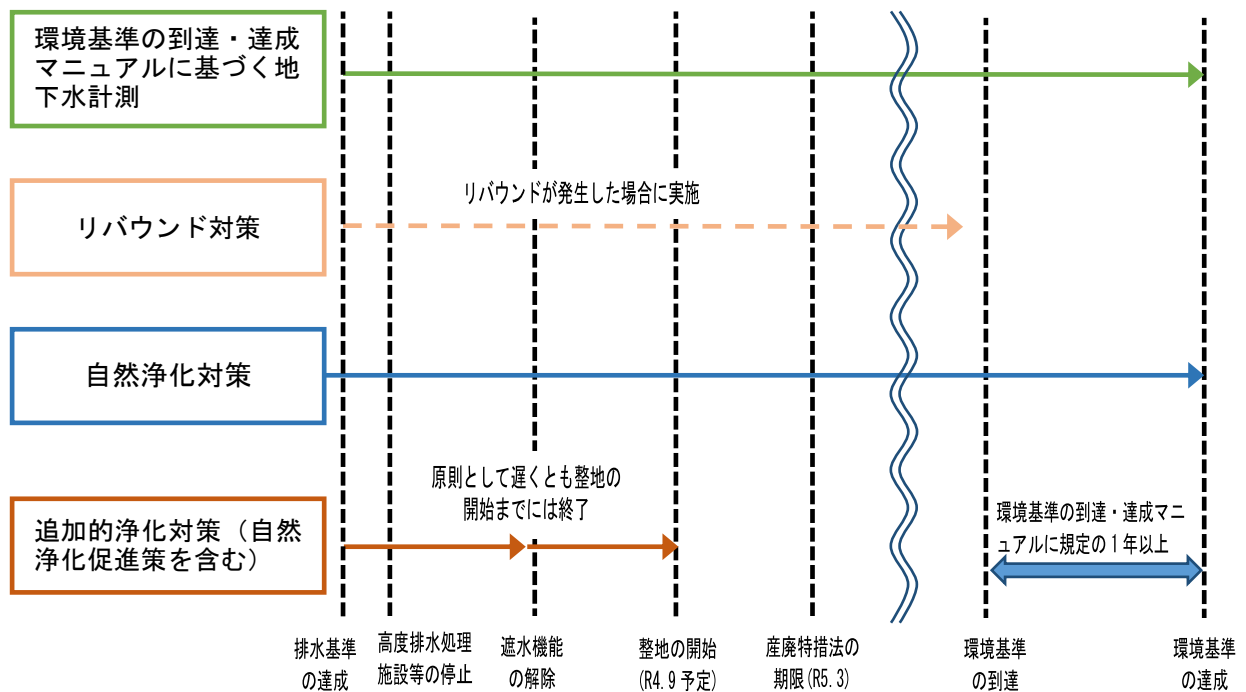 環境基準の到達・達成
マニュアルに基づく地
下水計測
リバウンドが発生した場合に実施
リバウンド対策
自然浄化対策
原則として遅くとも整地の
開始までには終了
追加的浄化対策（自然
浄化促進策を含む）
環境基準の到達・達成マニ
ュアルに規定の１年以上
排水基準
の達成
高度排水処理
施設等の停止
遮水機能
の解除
整地の開始
(R4.9予定)
産廃特措法の
期限(R5.3)
環境基準
の到達
環境基準
の達成